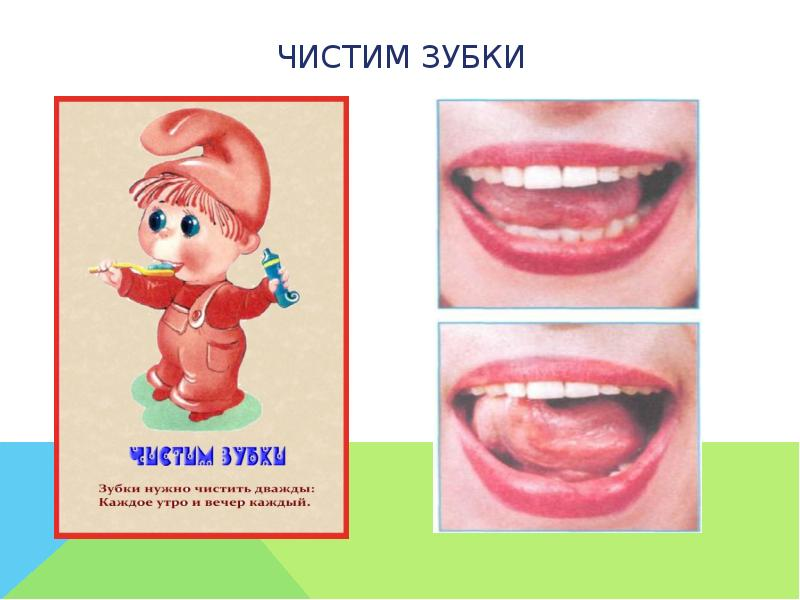 ЧИСТИМ ЗУБКИ
ЧИСТИМ ЗУБКИ
Зубки нужно чистить дважды:
Каждое утро и вечер каждый.